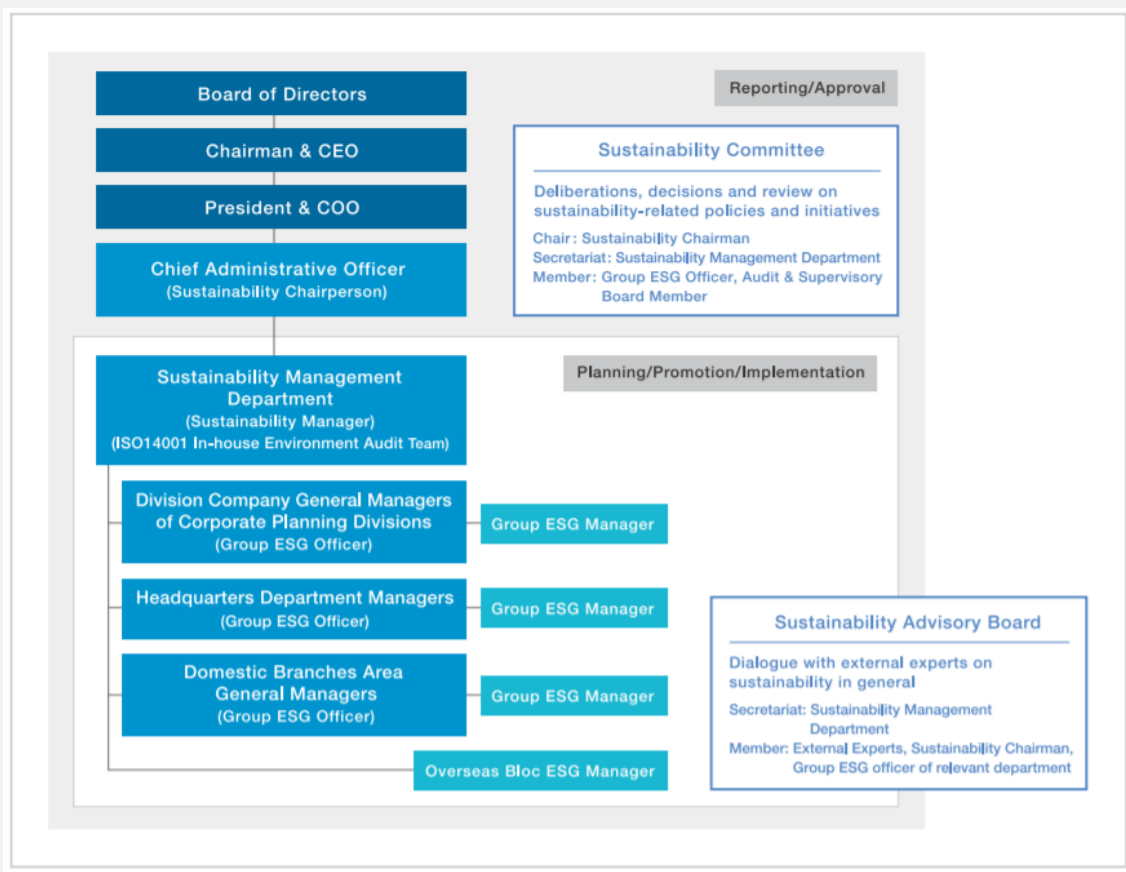 Board of Directors
Chairman & CEO
President & COO
Chief Administrative Officer
(Sustainability Chairperson)
Reporting/Approval
Sustainability Committee
Deliberations, decisions and review on
sustainability-related policies and initiatives
Chair : Sustainability Chairman
Secretariat : Sustainability Management Department
Member : Group ESG Officer, Audit & Supervisory
Board Member
Planning/Promotion/Implementation
Sustainability Management
Department
(Sustainability Manager)
(ISO14001 In-house Environment Audit Team)
Division Company General Managers
of Corporate Planning Divisions
(Group ESG Officer)
Group ESG Manager
Headquarters Department Managers
(Group ESG Officer)
Group ESG Manager
Domestic Branches Area
General Managers
(Group ESG Officer)
Group ESG Manager
Overseas Bloc ESG Manager
Sustainability Advisory Board
Dialogue with external experts on
sustainability in general
Secretariat: Sustainability Management
Department
Member: External Experts, Sustainability Chairman,
Group ESG officer of relevant department